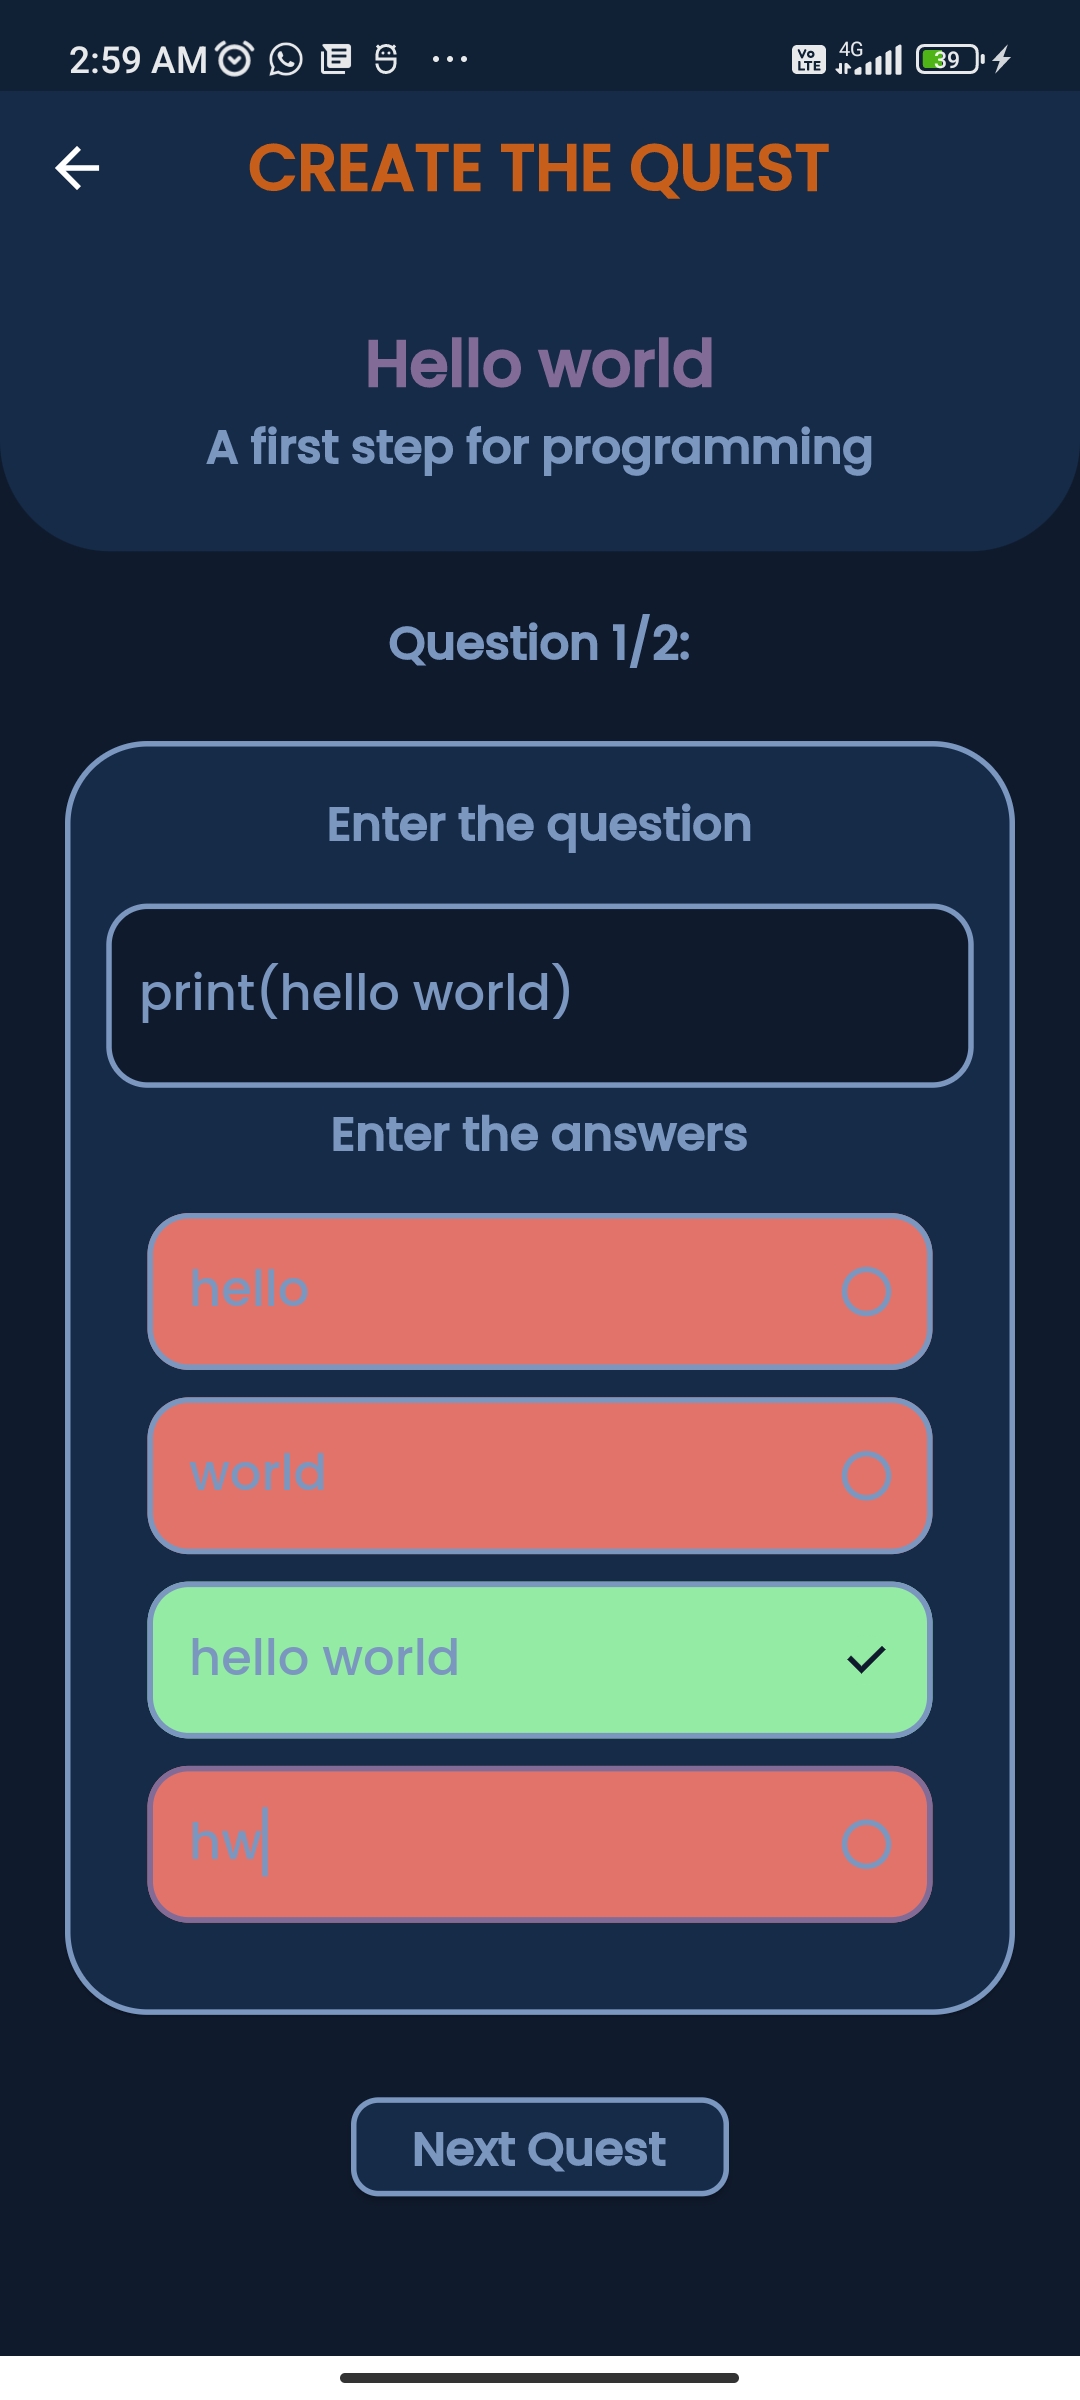 2:59 AM
Vo LTE 4G 39
CREATE THE QUEST
Hello world
A first step for programming
Question 1/2:
Enter the question
print(hello world)
Enter the answers
hello
world
hello world
hw
Next Quest